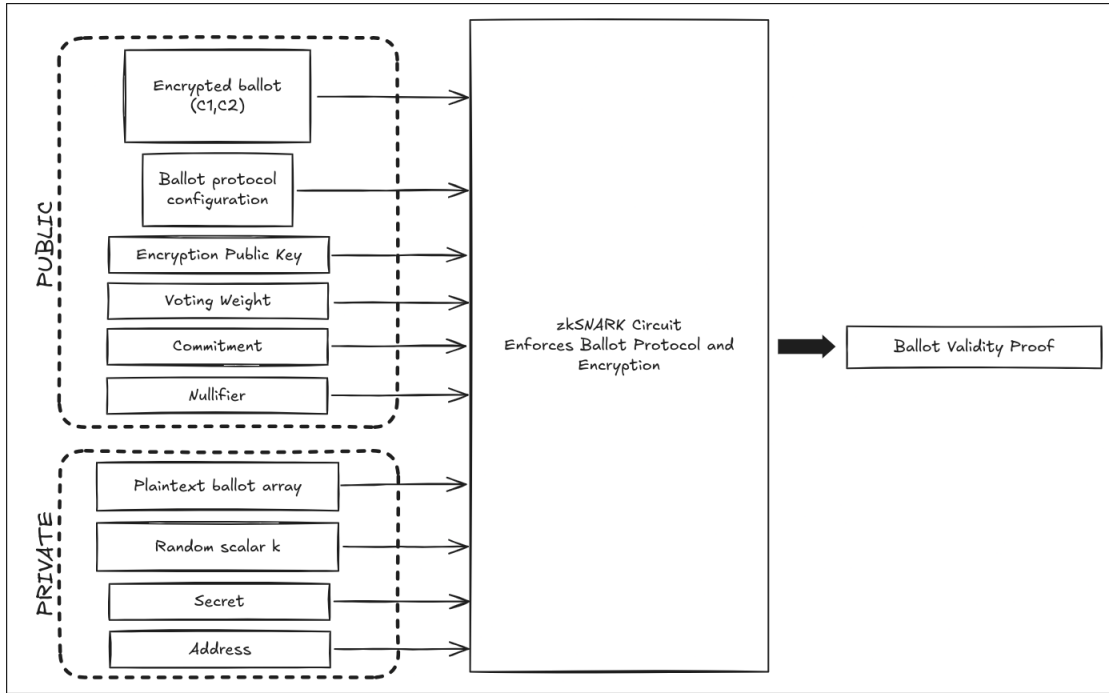 PUBLIC
Encrypted ballot
(C1,C2)
Ballot protocol
configuration
Encryption Public Key
Voting Weight
Commitment
Nullifier
PRIVATE
Plaintext ballot array
Random scalar k
Secret
Address
zkSNARK Circuit
Enforces Ballot Protocol and
Encryption
Ballot Validity Proof